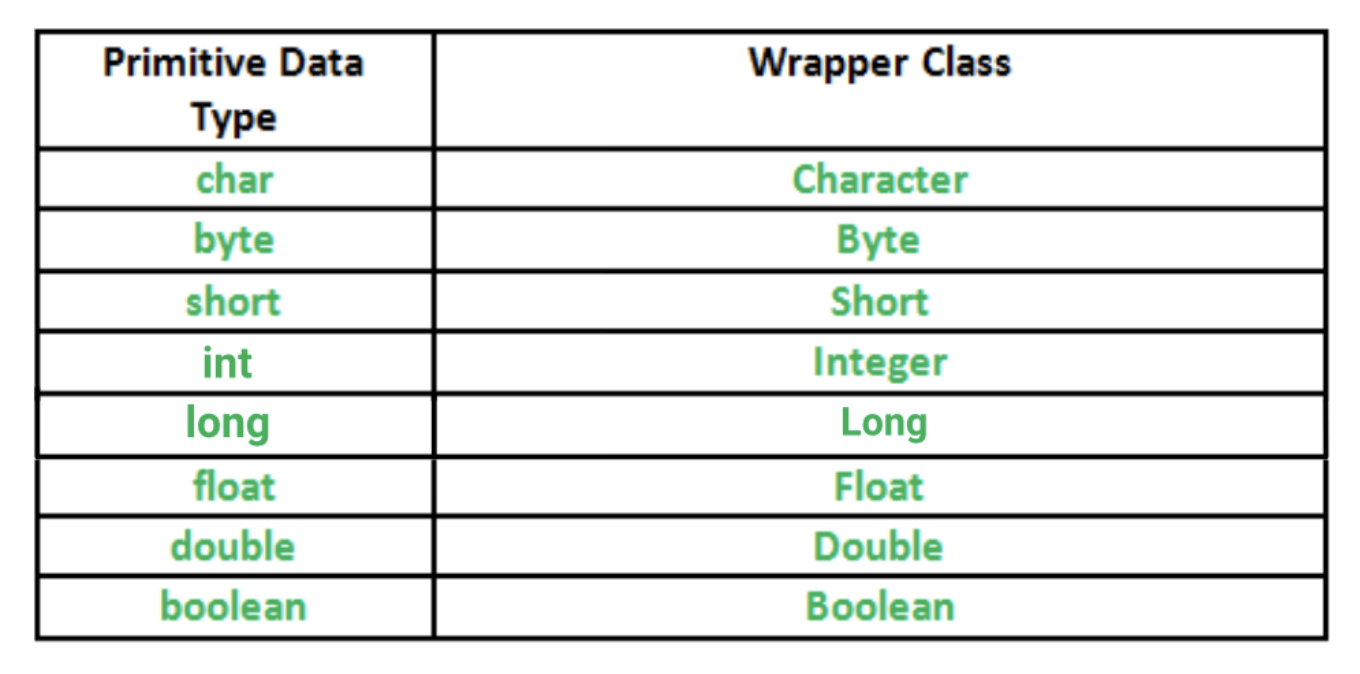 Primitive Data Type Wrapper Class
char Character
byte Byte
short Short
int Integer
long Long
float Float
double Double
boolean Boolean